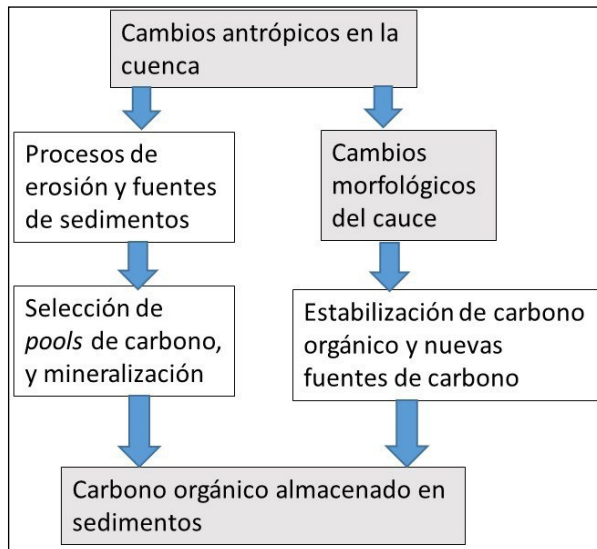 Cambios antrópicos en la
cuenca
Procesos de
erosión y fuentes
de sedimentos
Cambios
morfológicos
del cauce
Selección de
pools de carbono,
y mineralización
Estabilización de carbono
orgánico y nuevas
fuentes de carbono
Carbono orgánico almacenado en
sedimentos